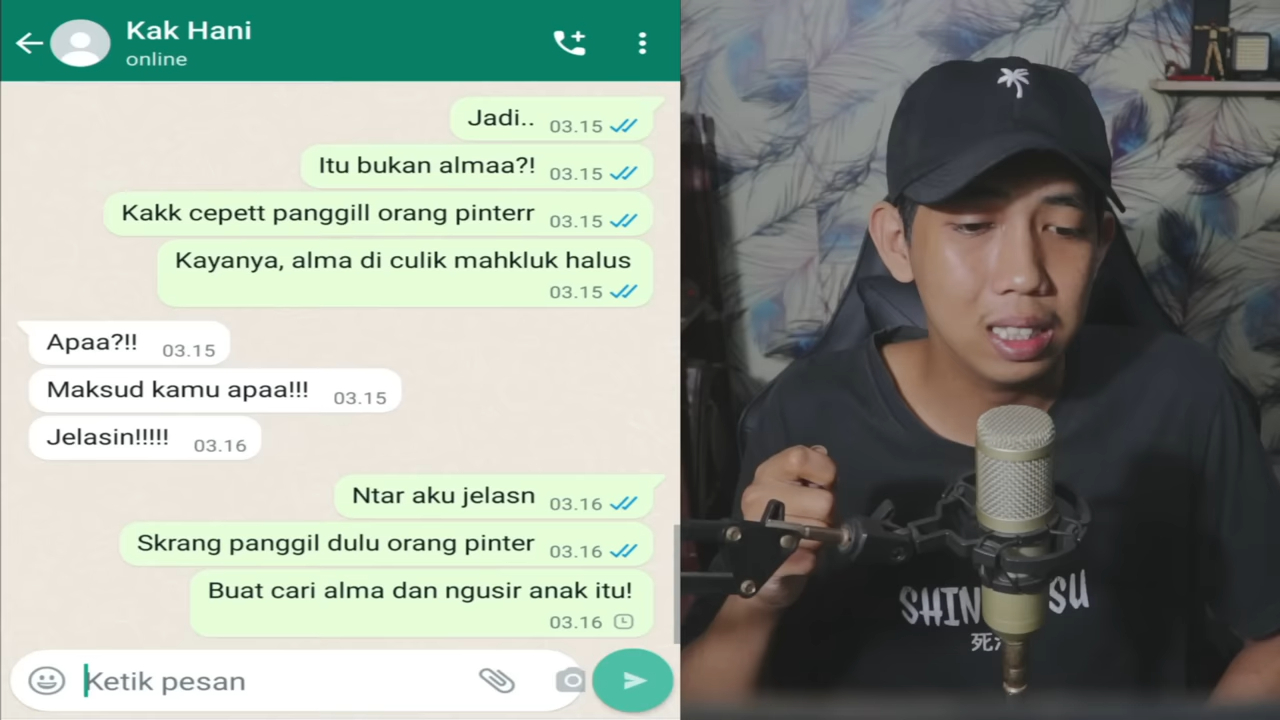 Kak Hani
online
Jadi.. 03.15
Itu bukan almaa?! 03.15
Kakk cepett panggill orang pinterr 03.15
Kayanya, alma di culik mahkluk halus
03.15
Apaa?!! 03.15
Maksud kamu apaa!!! 03.15
Jelasin!!!!! 03.16
Ntar aku jelasn 03.16
Skrang panggil dulu orang pinter 03.16
Buat cari alma dan ngusir anak itu!
03.16
Ketik pesan
SHIN SU
死